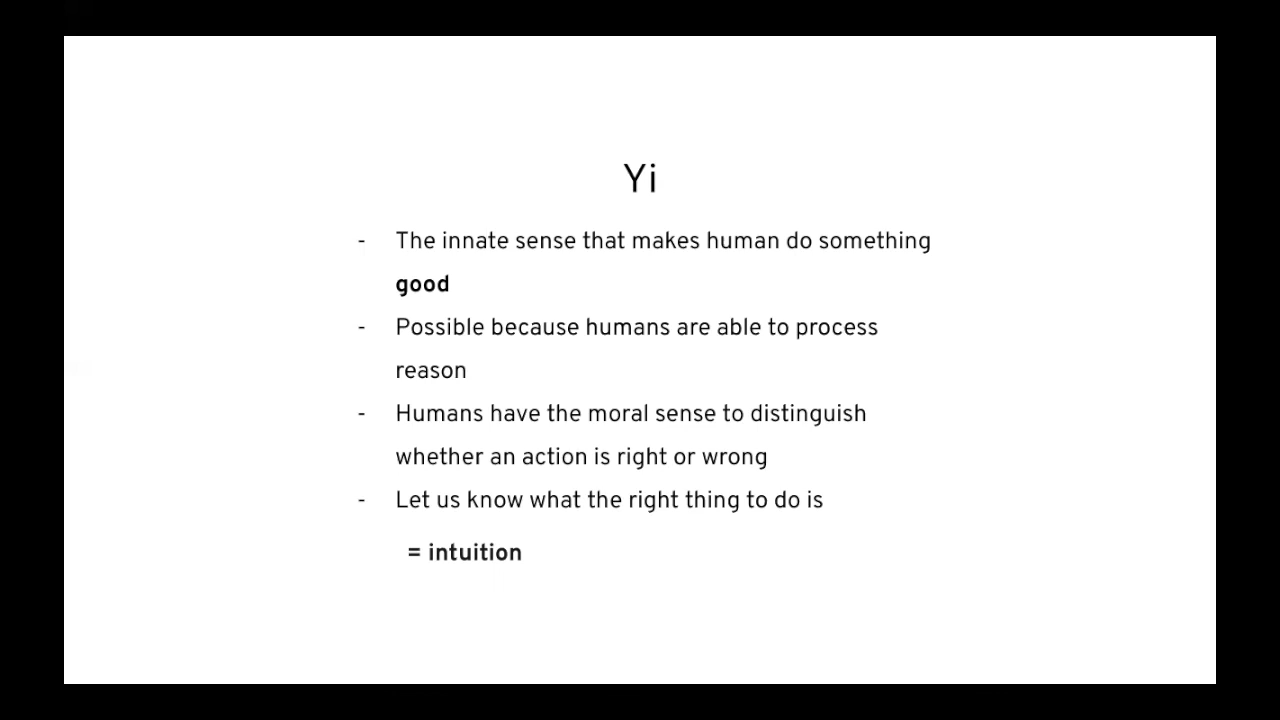 Yi
- The innate sense that makes human do something
good
- Possible because humans are able to process
reason
- Humans have the moral sense to distinguish
whether an action is right or wrong
- Let us know what the right thing to do is
= intuition